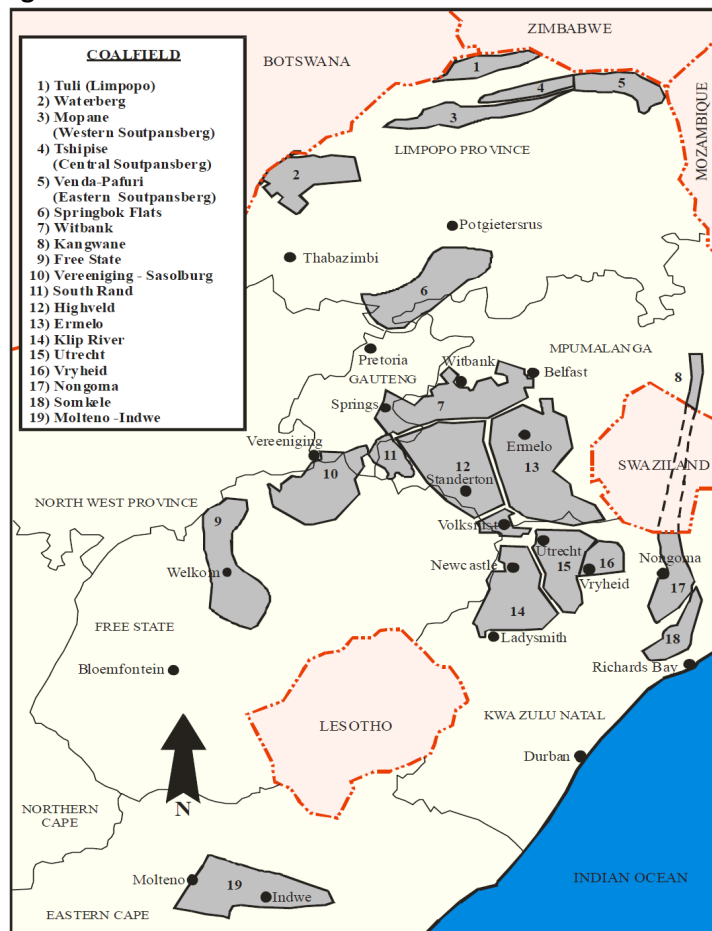 ZIMBABWE
BOTSWANA
COALFIELD
1) Tuli (Limpopo)
2) Waterberg
3) Mopane
(Western Soutpansberg)
4) Tshipise
(Central Soutpansberg)
5) Venda-Pafuri
(Eastern Soutpansberg)
6) Springbok Flats
7) Witbank
8) Kangwane
9) Free State
10) Vereeniging - Sasolburg
11) South Rand
12) Highveld
13) Ermelo
14) Klip River
15) Utrecht
16) Vryheid
17) Nongoma
18) Somkele
19) Molteno -Indwe
1
4
5
3
MOZAMBIQUE
LIMPOPO PROVINCE
2
Potgietersrus
Thabazimbi
6
Pretoria
MPUMALANGA
Witbank
Belfast
GAUTENG
8
Springs
7
Vereeniging
Ermelo
11
12
13
SWAZILAND
10
Standerton
NORTH WEST PROVINCE
9
Volksrust
Utrecht
Nongoma
Welkom
Newcastle
15
16
Vryheid
17
14
FREE STATE
Ladysmith
18
Bloemfontein
Richards Bay
LESOTHO
KWA ZULU NATAL
Durban
N
NORTHERN
CAPE
Molteno
19
Indwe
INDIAN OCEAN
EASTERN CAPE